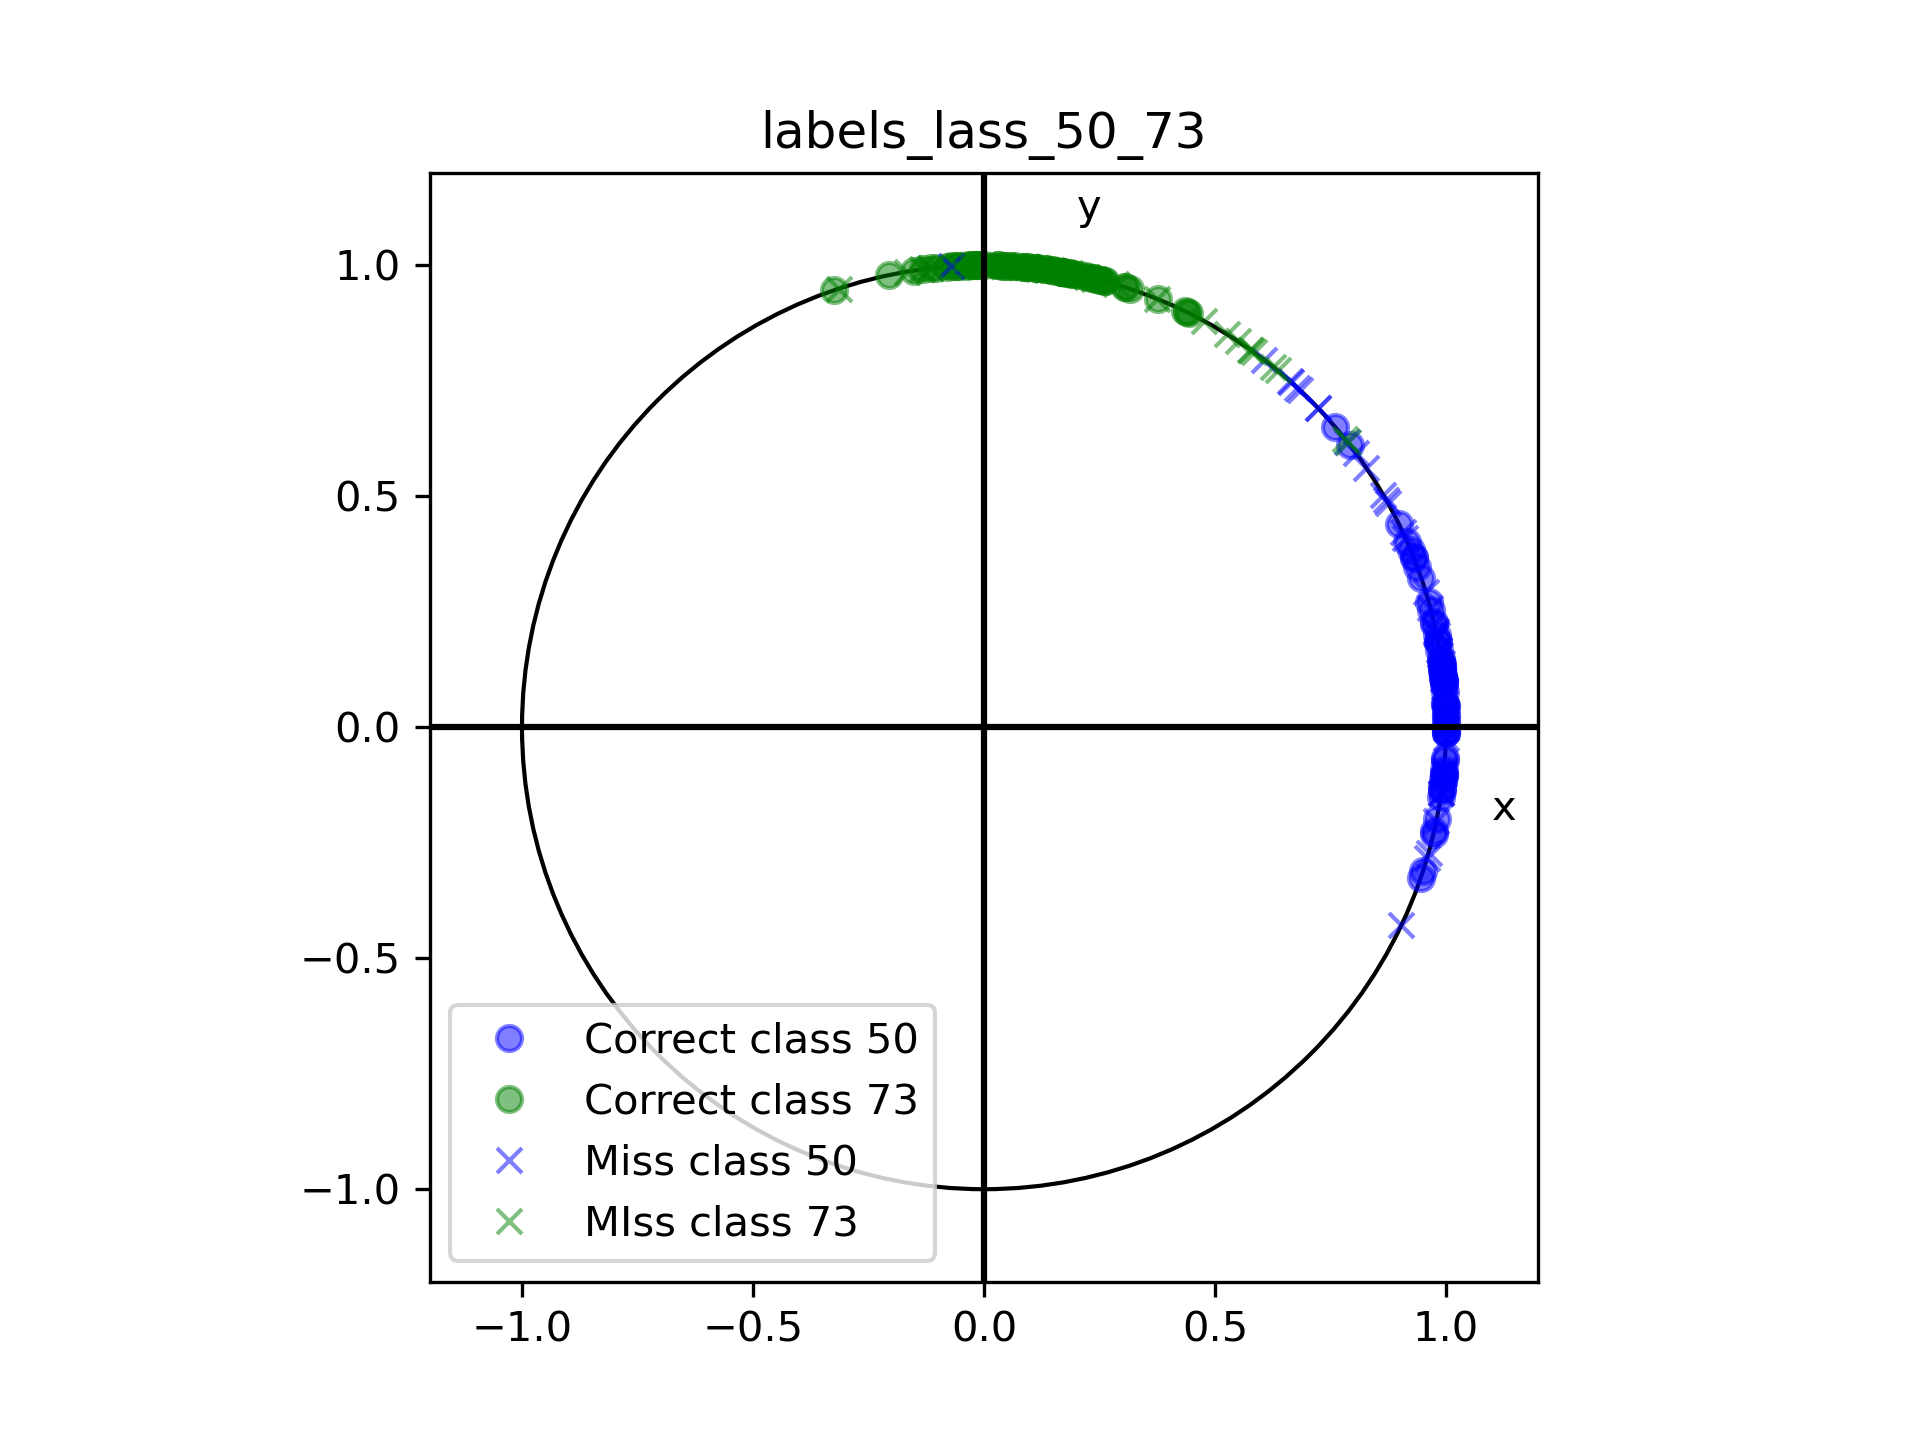 labels_lass_50_73
y
1.0
0.5
0.0
x
−0.5
−1.0
Correct class 50
Correct class 73
Miss class 50
MIss class 73
−1.0 −0.5 0.0 0.5 1.0